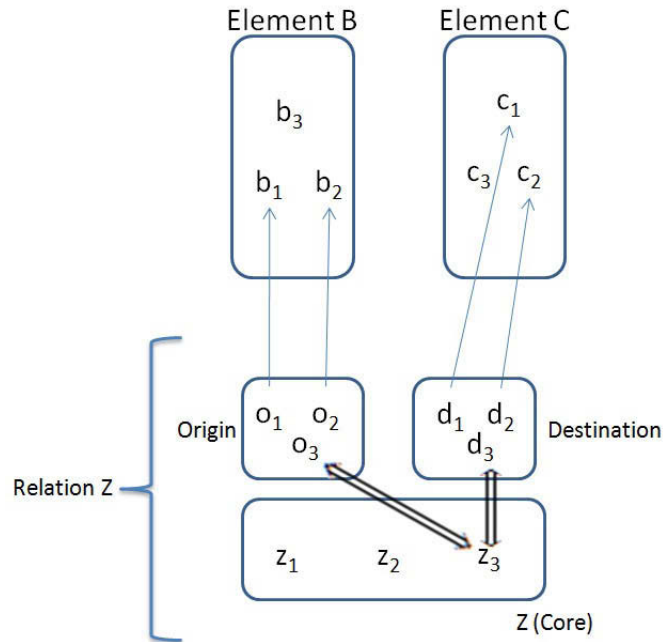 Element B Element C
b₃ c₁
b₁ b₂ c₃ c₂
Origin o₁ o₂ d₁ d₂ Destination
o₃ d₃
Relation Z
z₁ z₂ z₃
Z (Core)